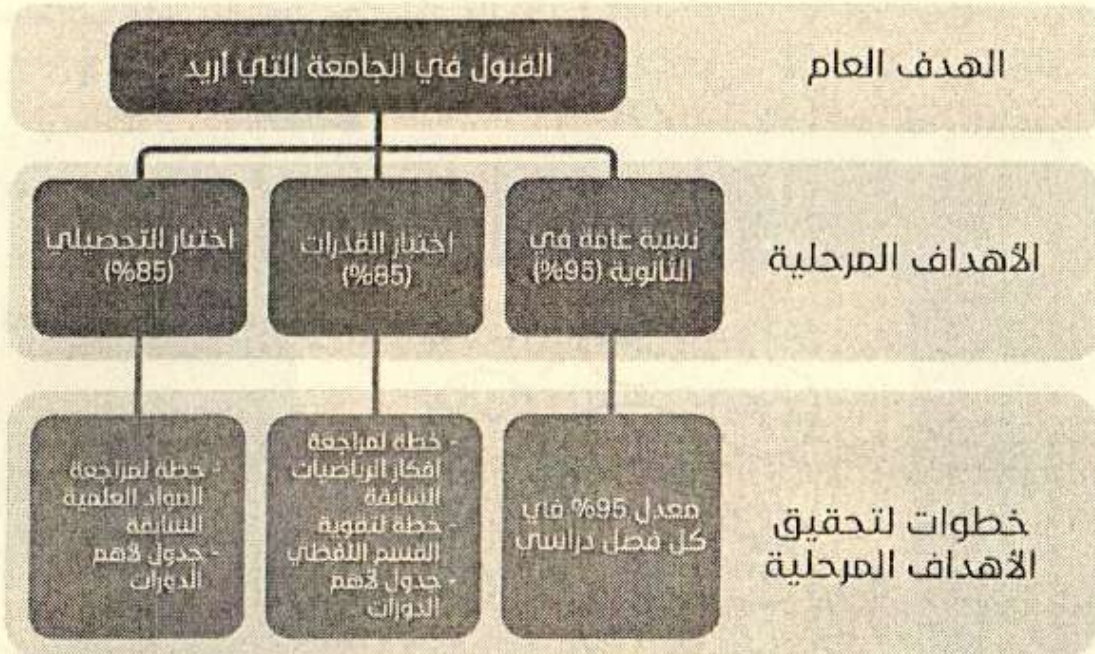 الهدف العام
القبول في الجامعة التي أريد
الأهداف المرحلية
نسبة عامة في
الثانوية (95%)
اختبار القدرات
(85%)
اختبار التحصيلي
(85%)
خطوات لتحقيق
الأهداف المرحلية
معدل 95% في
كل فصل دراسي
- خطة لمراجعة
افكار الرياضيات
السابقة
- خطة لتقوية
القسم اللفظي
- جدول لأهم
الدورات
- خطة لمراجعة
المواد العلمية
السابقة
- جدول لأهم
الدورات